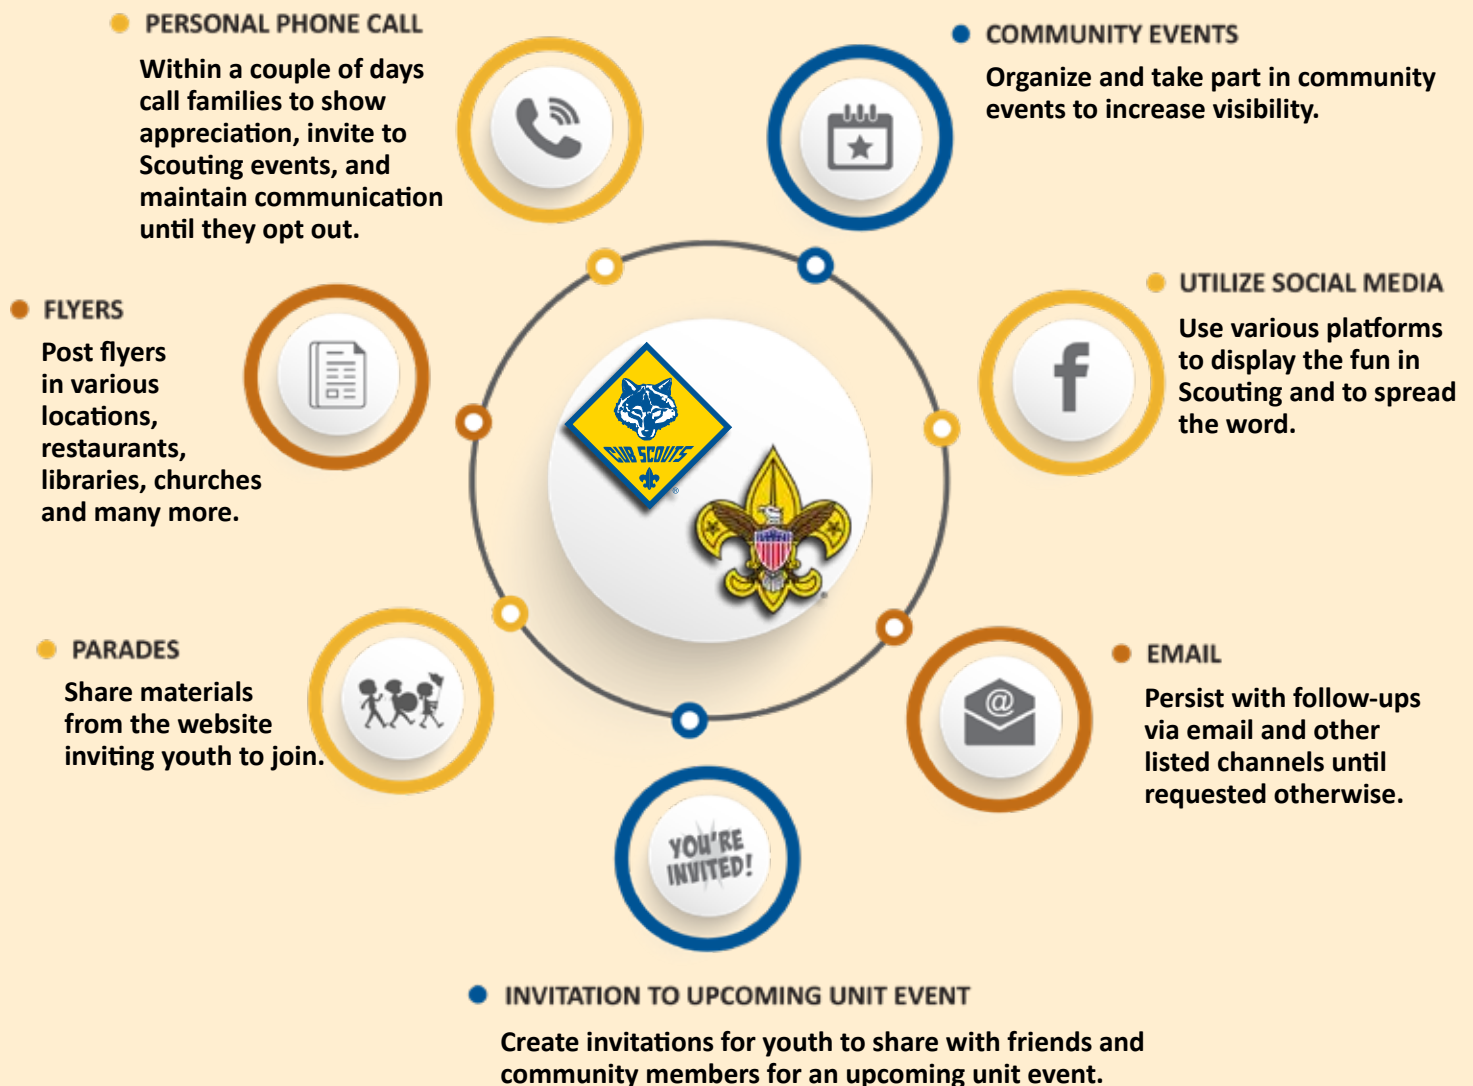 PERSONAL PHONE CALL
Within a couple of days
call families to show
appreciation, invite to
Scouting events, and
maintain communication
until they opt out.
COMMUNITY EVENTS
Organize and take part in community
events to increase visibility.
UTILIZE SOCIAL MEDIA
Use various platforms
to display the fun in
Scouting and to spread
the word.
f
FLYERS
Post flyers
in various
locations,
restaurants,
libraries, churches
and many more.
CUB SCOUTS
®
®
PARADES
Share materials
from the website
inviting youth to join.
EMAIL
Persist with follow-ups
via email and other
listed channels until
requested otherwise.
@
YOU'RE
INVITED!
INVITATION TO UPCOMING UNIT EVENT
Create invitations for youth to share with friends and
community members for an upcoming unit event.